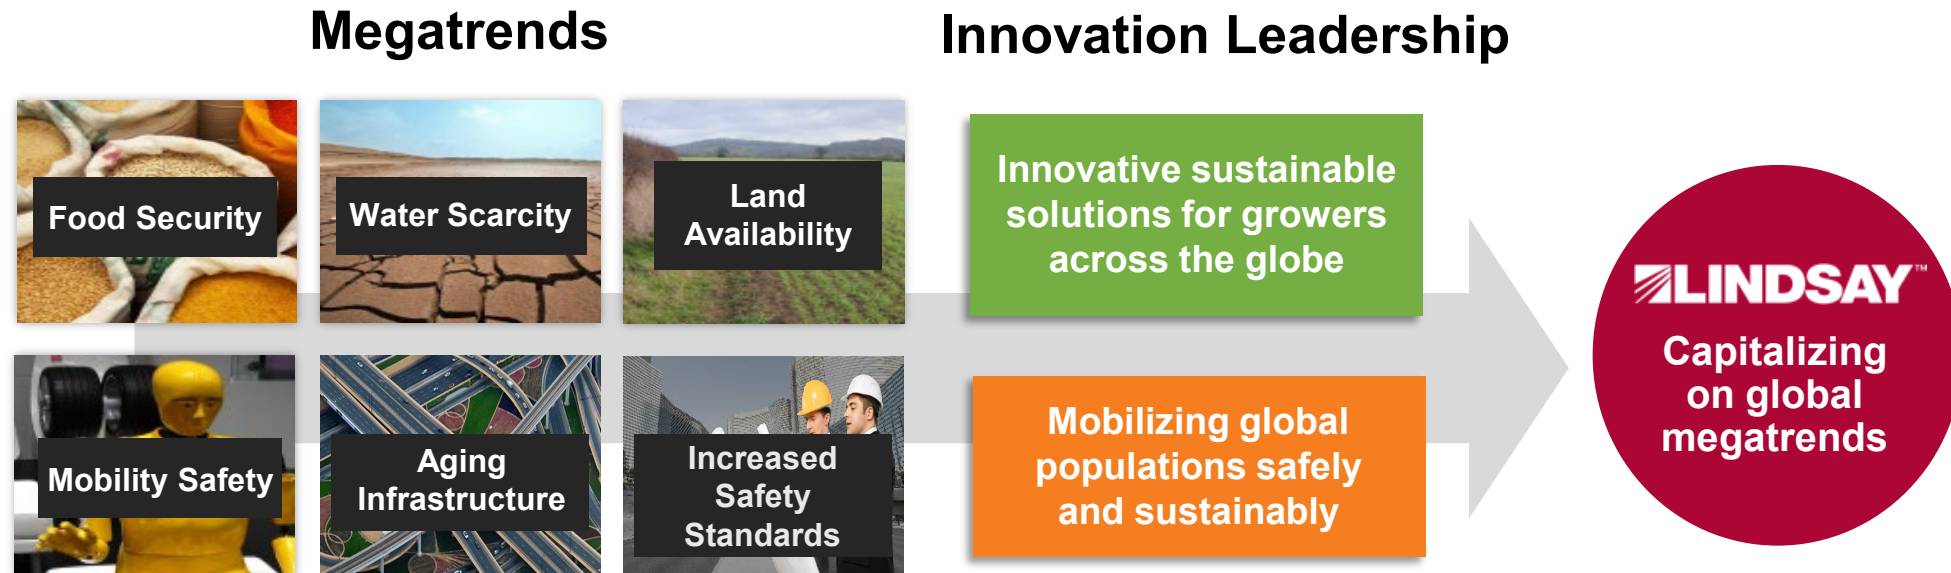 Megatrends
Innovation Leadership
Food Security
Water Scarcity
Land
Availability
Innovative sustainable
solutions for growers
across the globe
Mobility Safety
Aging
Infrastructure
Increased
Safety
Standards
Mobilizing global
populations safely
and sustainably
LINDSAY™
Capitalizing
on global
megatrends